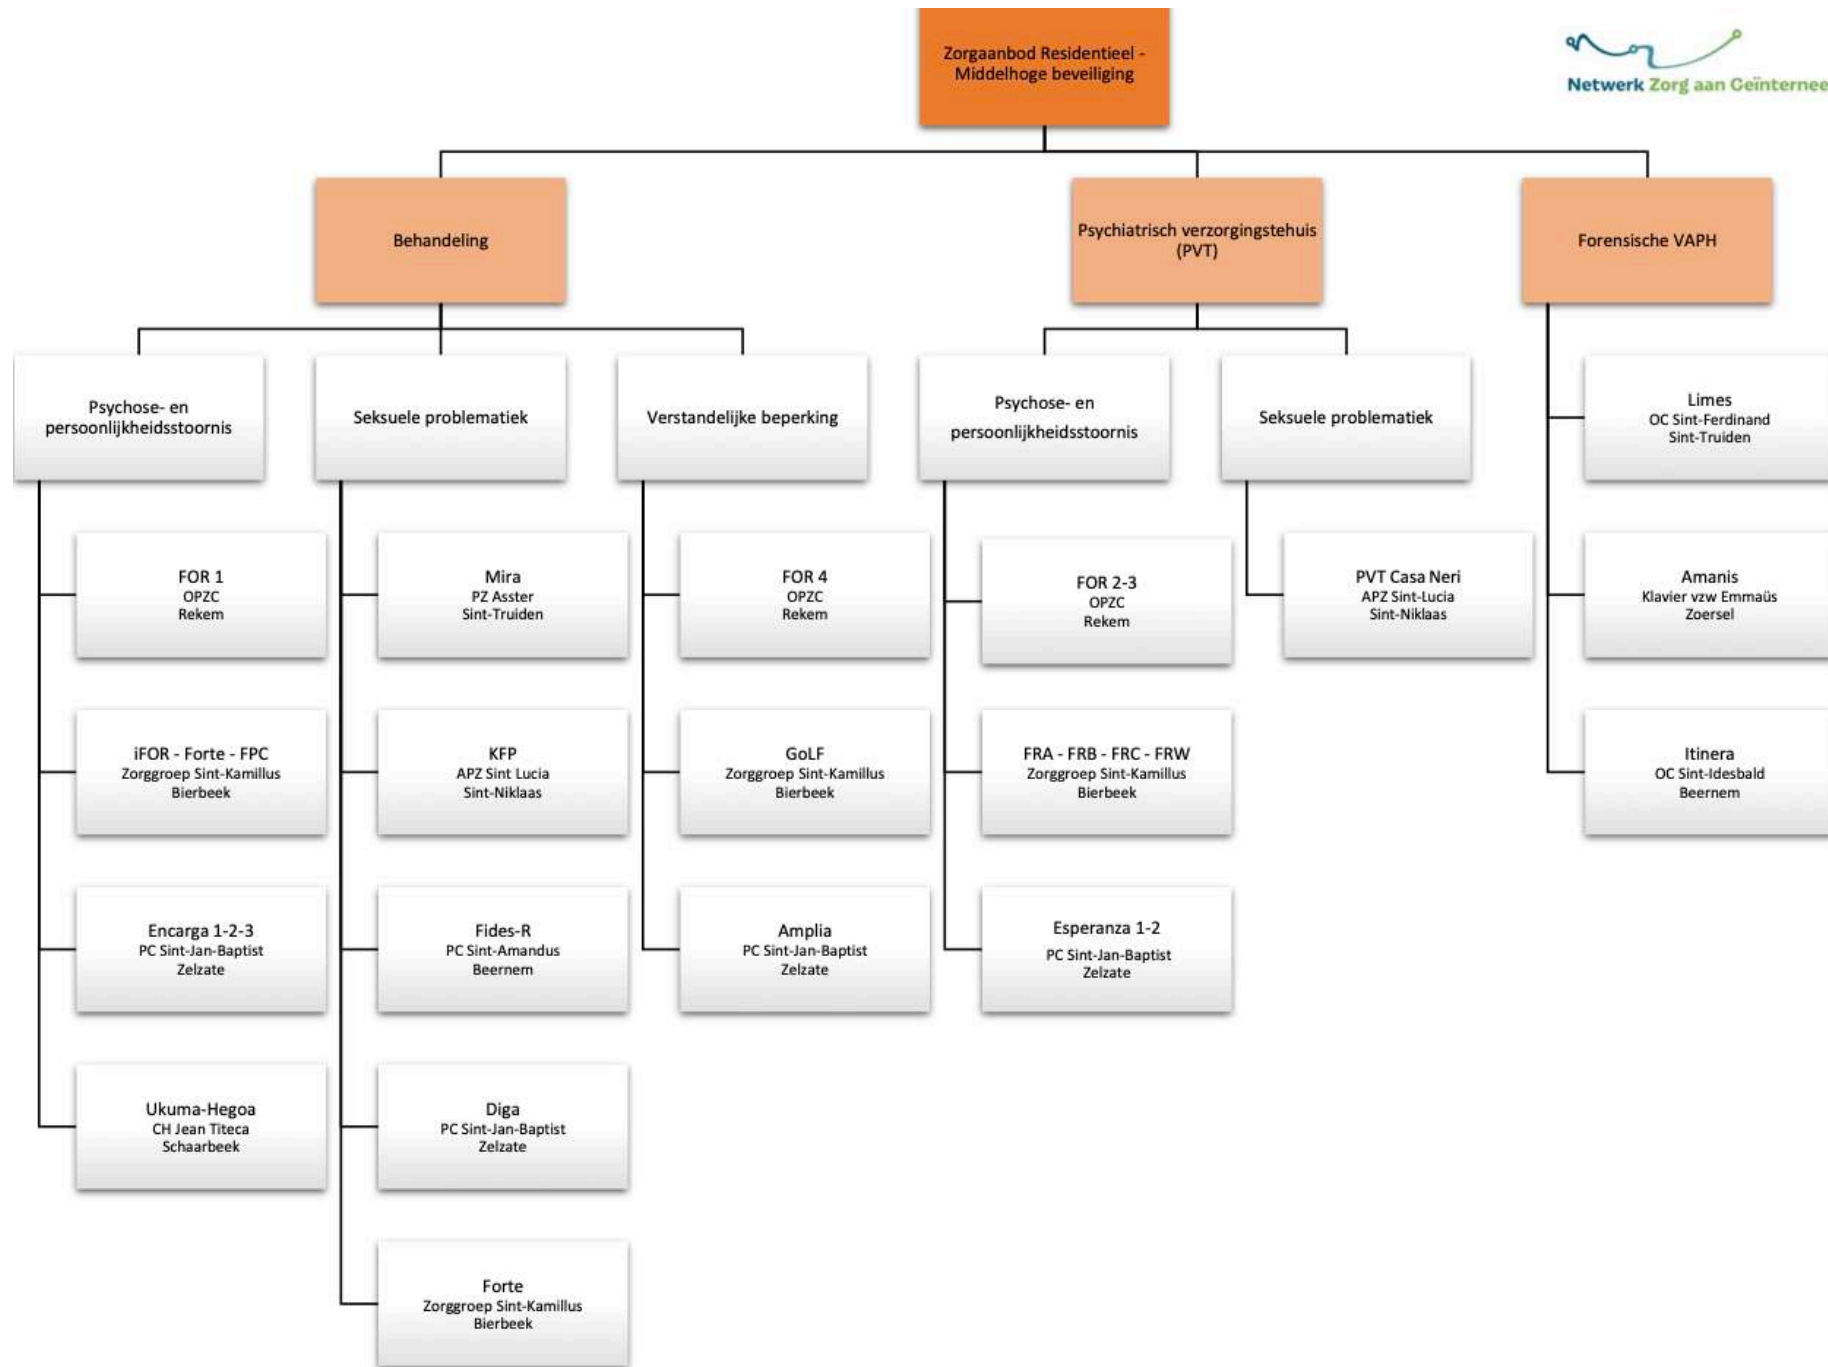 Zorgaanbod Residentieel -
Middelhoge beveiliging
Netwerk Zorg aan Geïnternee
Behandeling
Psychiatrisch verzorgingstehuis
(PVT)
Forensische VAPH
Psychose- en
persoonlijkheidsstoornis
Seksuele problematiek
Verstandelijke beperking
Psychose- en
persoonlijkheidsstoornis
Seksuele problematiek
FOR 1
OPZC
Rekem
iFOR - Forte - FPC
Zorggroep Sint-Kamillus
Bierbeek
Encarga 1-2-3
PC Sint-Jan-Baptist
Zelzate
Ukuma-Hegoa
CH Jean Titeca
Schaarbeek
Mira
PZ Asster
Sint-Truiden
KFP
APZ Sint Lucia
Sint-Niklaas
Fides-R
PC Sint-Amandus
Beernem
Diga
PC Sint-Jan-Baptist
Zelzate
Forte
Zorggroep Sint-Kamillus
Bierbeek
FOR 4
OPZC
Rekem
GoLF
Zorggroep Sint-Kamillus
Bierbeek
Amplia
PC Sint-Jan-Baptist
Zelzate
FOR 2-3
OPZC
Rekem
FRA - FRB - FRC - FRW
Zorggroep Sint-Kamillus
Bierbeek
Esperanza 1-2
PC Sint-Jan-Baptist
Zelzate
PVT Casa Neri
APZ Sint-Lucia
Sint-Niklaas
Limes
OC Sint-Ferdinand
Sint-Truiden
Amanis
Klavier vzw Emmaüs
Zoersel
Itinera
OC Sint-Idesbald
Beernem